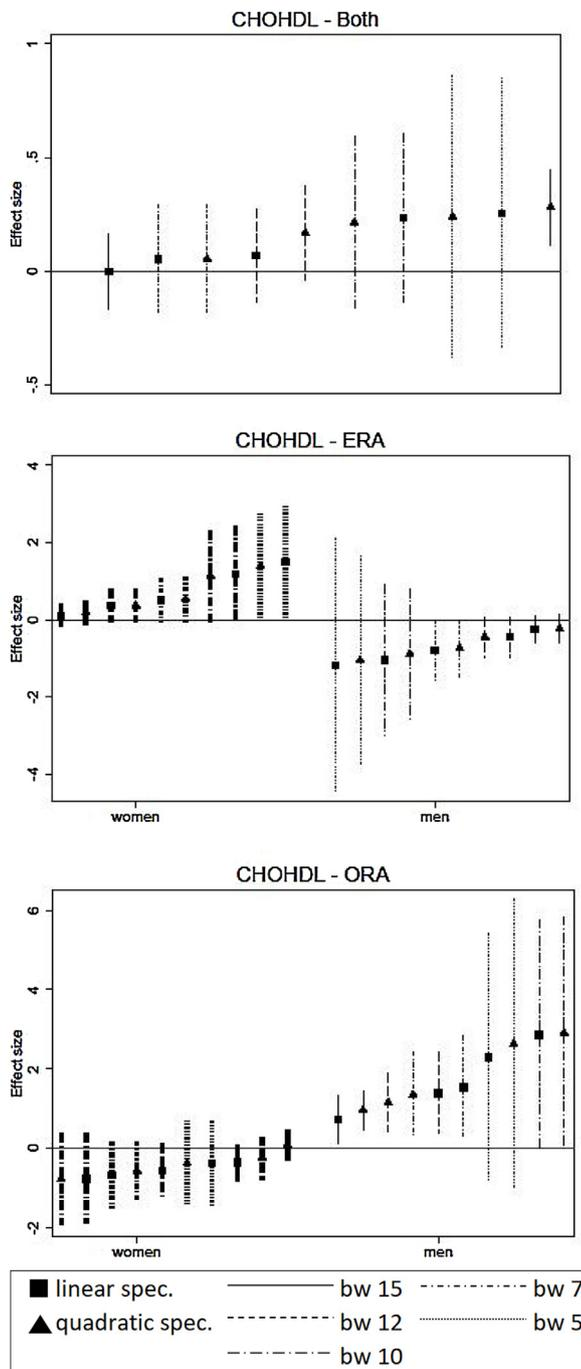 CHOHDL - Both
1
.5
0
-.5
Effect size
CHOHDL - ERA
4
2
0
-2
-4
Effect size
women men
CHOHDL - ORA
6
4
2
0
-2
Effect size
women men
linear spec. bw 15 bw 7
quadratic spec. bw 12 bw 5
bw 10